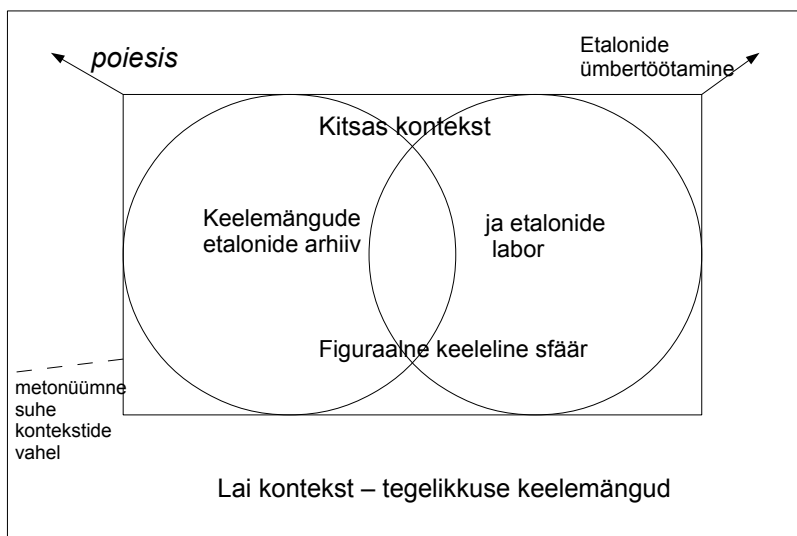 poiesis
Etalonide
ümbertöötamine
Kitsas kontekst
Keelemängude
etalonide arhiiv
ja etalonide
labor
Figuraalne keeleline sfäär
metonüümne
suhe
kontekstide
vahel
Lai kontekst – tegelikkuse keelemängud